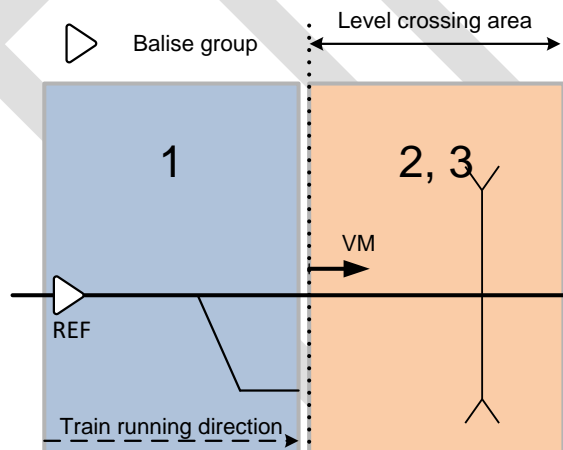 Level crossing area
Balise group
1
2, 3
VM
REF
Train running direction